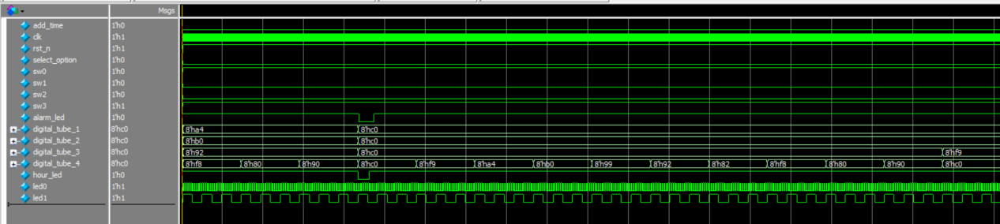 Msgs
add_time 1'h0
clk 1'h1
rst_n 1'h1
select_option 1'h0
sw0 1'h0
sw1 1'h0
sw2 1'h0
sw3 1'h1
alarm_led 1'h0
digital_tube_1 8'hc0 8'ha4 8'hc0
digital_tube_2 8'hc0 8'hb0 8'hc0
digital_tube_3 8'hc0 8'h92 8'hc0 8'hf9
digital_tube_4 8'hc0 8'hf8 8'h80 8'h90 8'hc0 8'hf9 8'ha4 8'hb0 8'h99 8'h92 8'h82 8'hf8 8'h80 8'h90 8'hc0
hour_led 1'h0
led0 1'h1
led1 1'h1